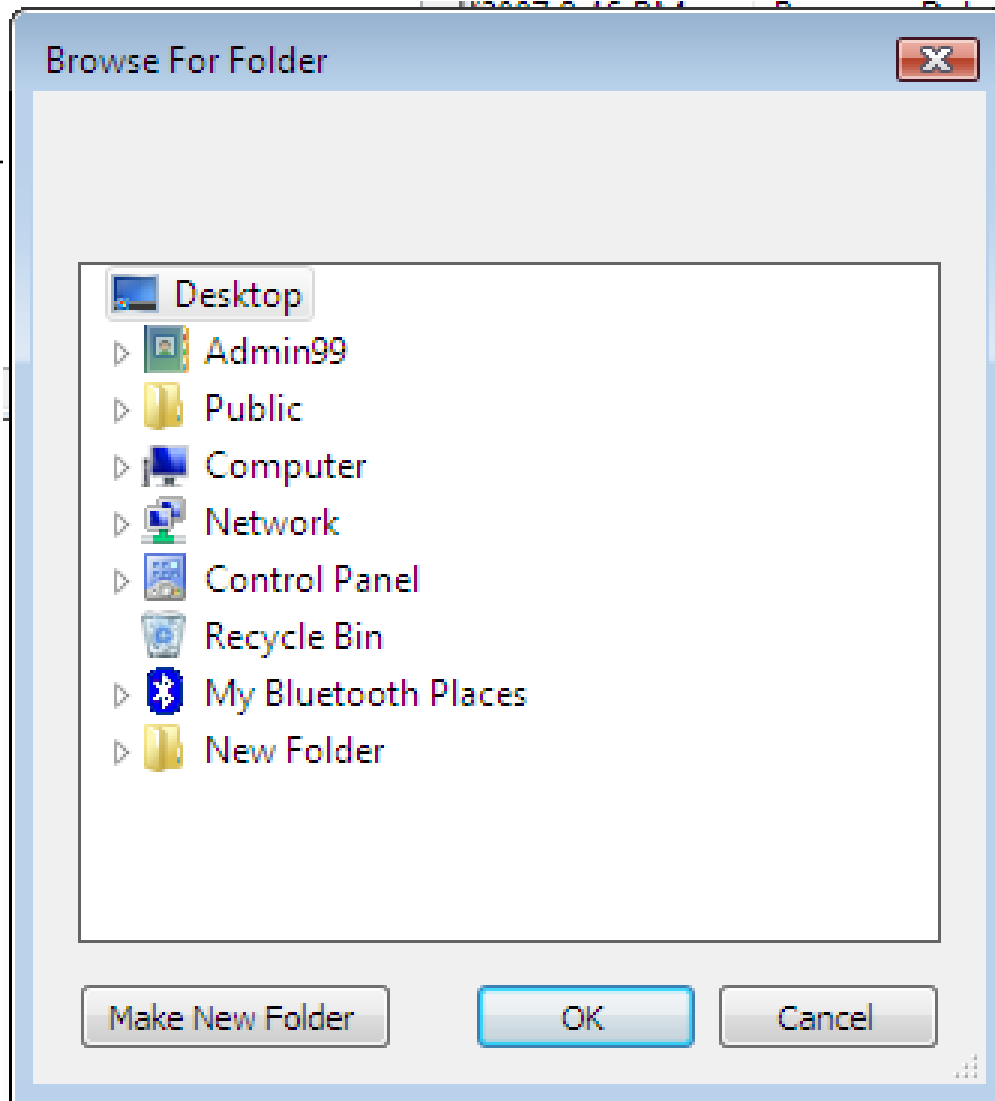 Browse For Folder
Desktop
Admin99
Public
Computer
Network
Control Panel
Recycle Bin
My Bluetooth Places
New Folder
Make New Folder
OK
Cancel